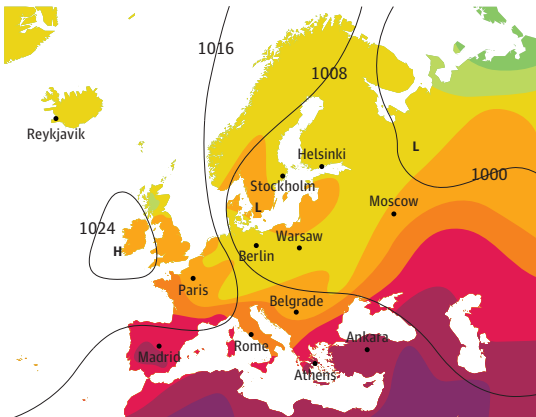 1016
1008
Reykjavik
L
Helsinki
Stockholm
1000
L
Moscow
1024
Warsaw
H
Berlin
Paris
Belgrade
Rome
Ankara
Madrid
Athens